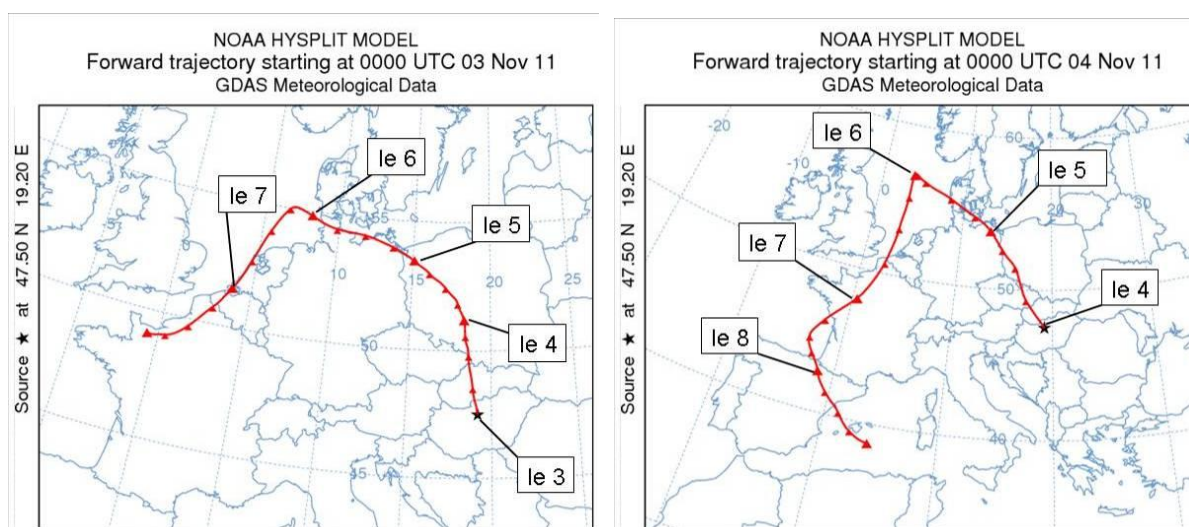 NOAA HYSPLIT MODEL
Forward trajectory starting at 0000 UTC 03 Nov 11
GDAS Meteorological Data
Source ★ at 47.50 N 19.20 E
le 6
le 7
le 5
le 4
le 3
55
10
20
25
50
45
NOAA HYSPLIT MODEL
Forward trajectory starting at 0000 UTC 04 Nov 11
GDAS Meteorological Data
Source ★ at 47.50 N 19.20 E
-20
60
le 6
-10
0
le 5
20
30
le 7
50
le 4
le 8
40